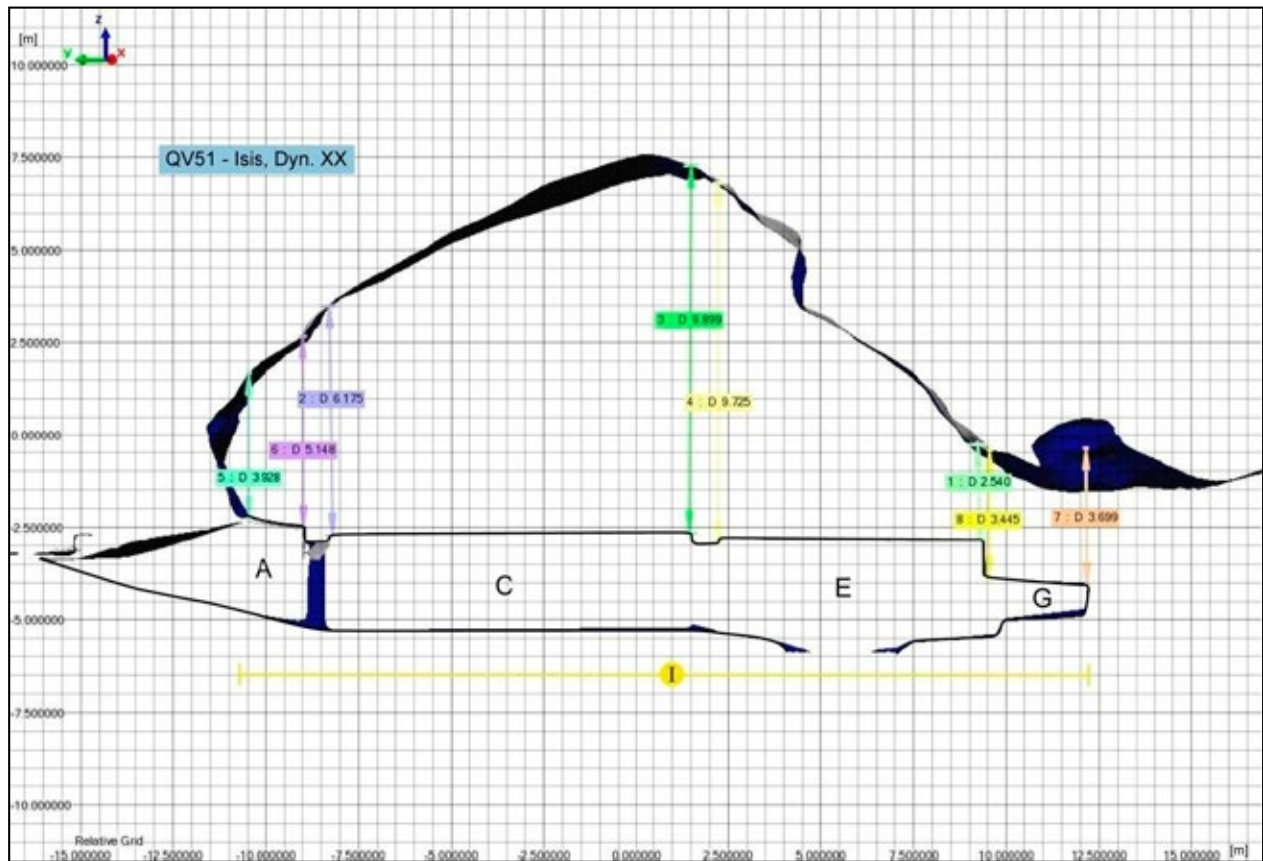 z
[m]
y x
10.000000
QV51 - Isis, Dyn. XX
7.500000
5.000000
3 : D 9.899
2.500000
2 : D 6.175
4 : D 9.725
0.000000
6 : D 5.148
5 : D 3.928
1 : D 2.540
8 : D 3.445
7 : D 3.699
-2.500000
A
C
E
G
-5.000000
I
-7.500000
-10.000000
Relative Grid
-15.000000 -12.500000 -10.000000 -7.500000 -5.000000 -2.500000 0.000000 2.500000 5.000000 7.500000 10.000000 12.500000 15.000000 [m]